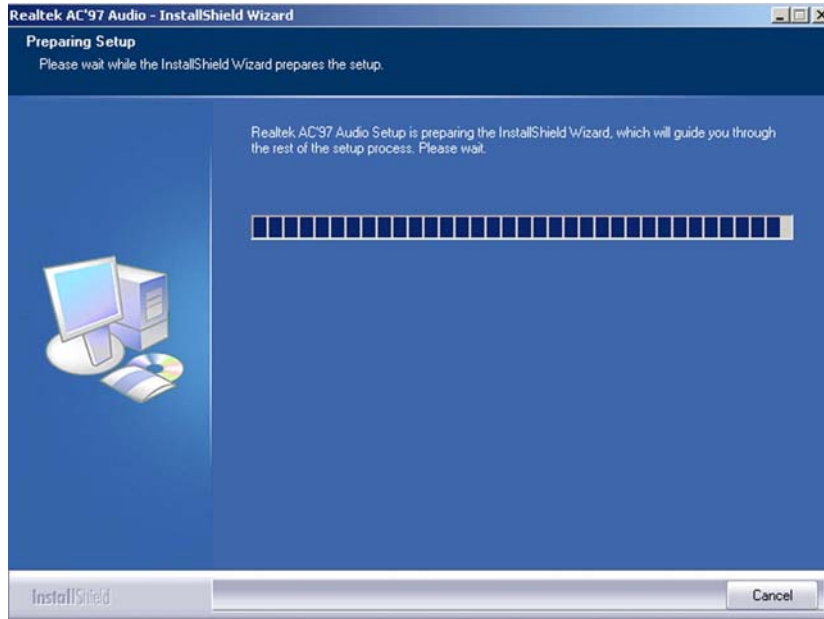 Realtek AC'97 Audio - InstallShield Wizard
Preparing Setup
Please wait while the InstallShield Wizard prepares the setup.
Realtek AC'97 Audio Setup is preparing the InstallShield Wizard, which will guide you through
the rest of the setup process. Please wait.
InstallShield
Cancel